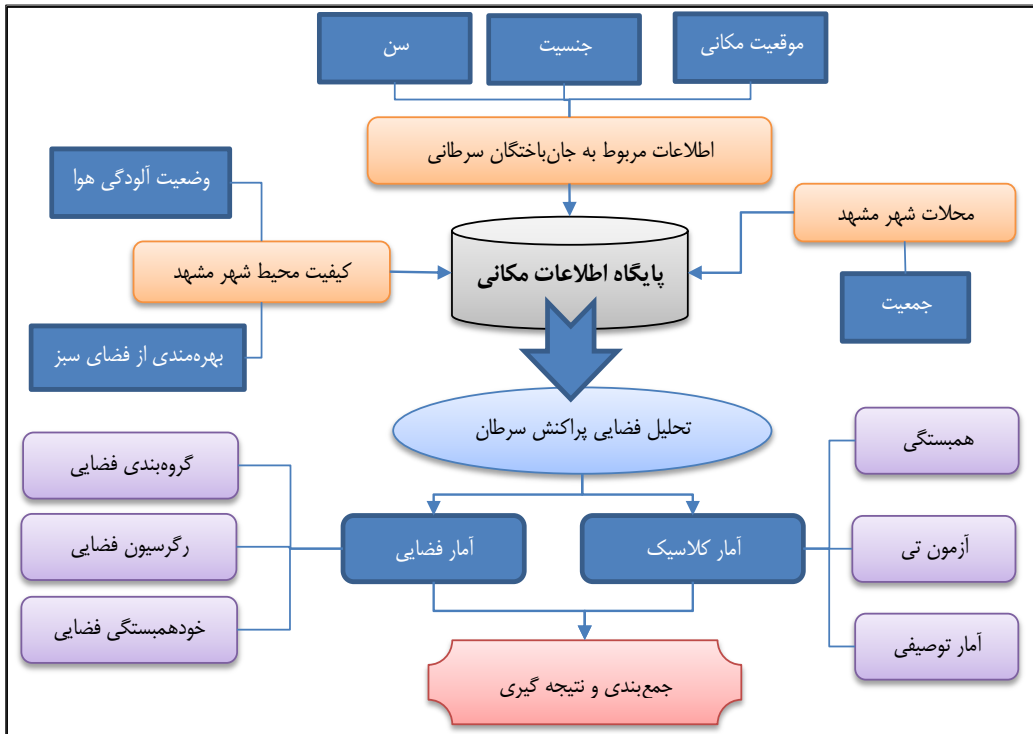 موقعیت مکانی
جنسیت
سن
اطلاعات مربوط به جان‌باختگان سرطانی
وضعیت آلودگی هوا
محلات شهر مشهد
کیفیت محیط شهر مشهد
پایگاه اطلاعات مکانی
جمعیت
بهره‌مندی از فضای سبز
تحلیل فضایی پراکنش سرطان
همبستگی
گروه‌بندی فضایی
آمار کلاسیک
آمار فضایی
آزمون تی
رگرسیون فضایی
آمار توصیفی
خودهمبستگی فضایی
جمع‌بندی و نتیجه گیری